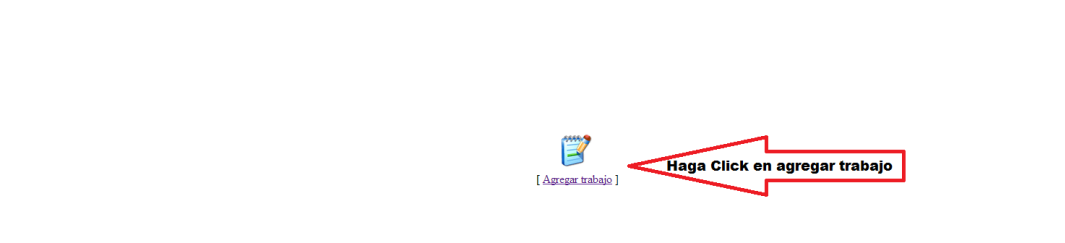 Haga Click en agregar trabajo
[ Agregar trabajo ]